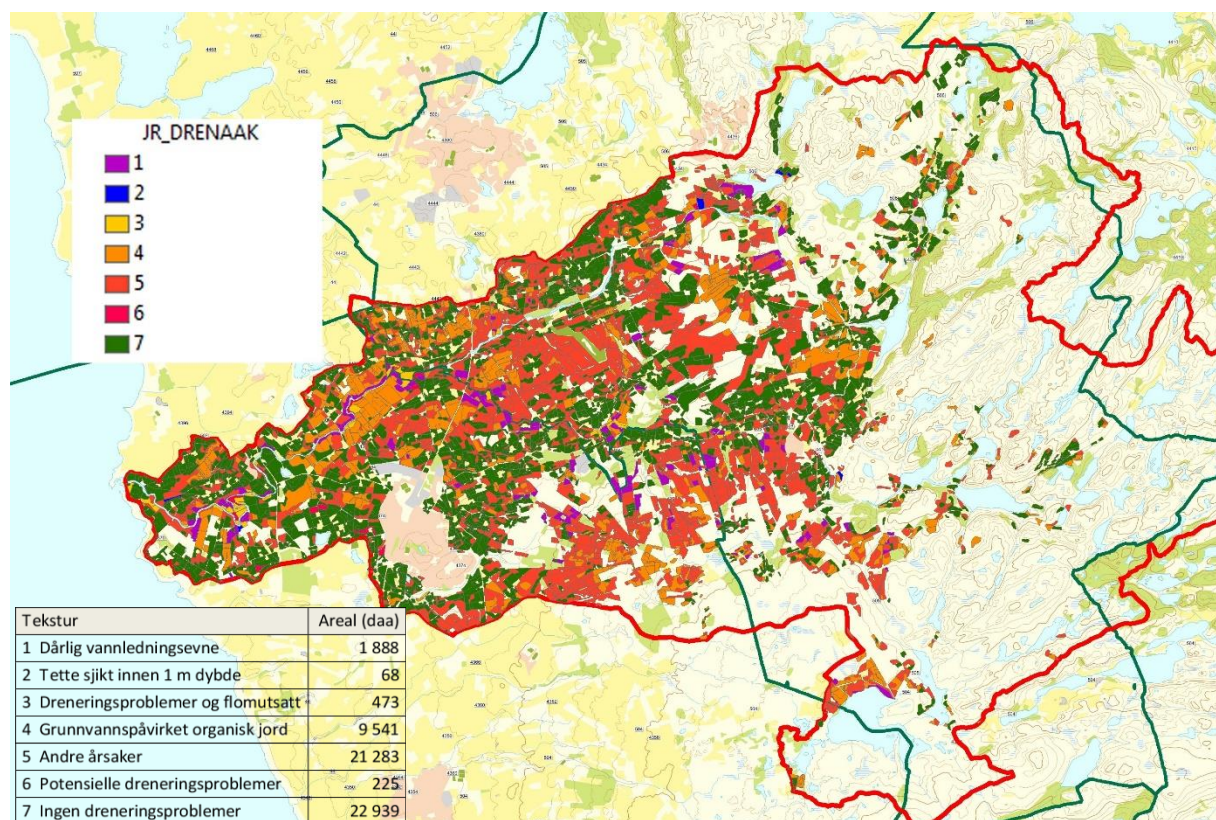 JR_DRENAAK
1
2
3
4
5
6
7
Tekstur Areal (daa)
1 Dårlig vannledningsevne 1 888
2 Tette sjikt innen 1 m dybde 68
3 Dreneringsproblemer og flomutsatt 473
4 Grunnvannspåvirket organisk jord 9 541
5 Andre årsaker 21 283
6 Potensielle dreneringsproblemer 225
7 Ingen dreneringsproblemer 22 939